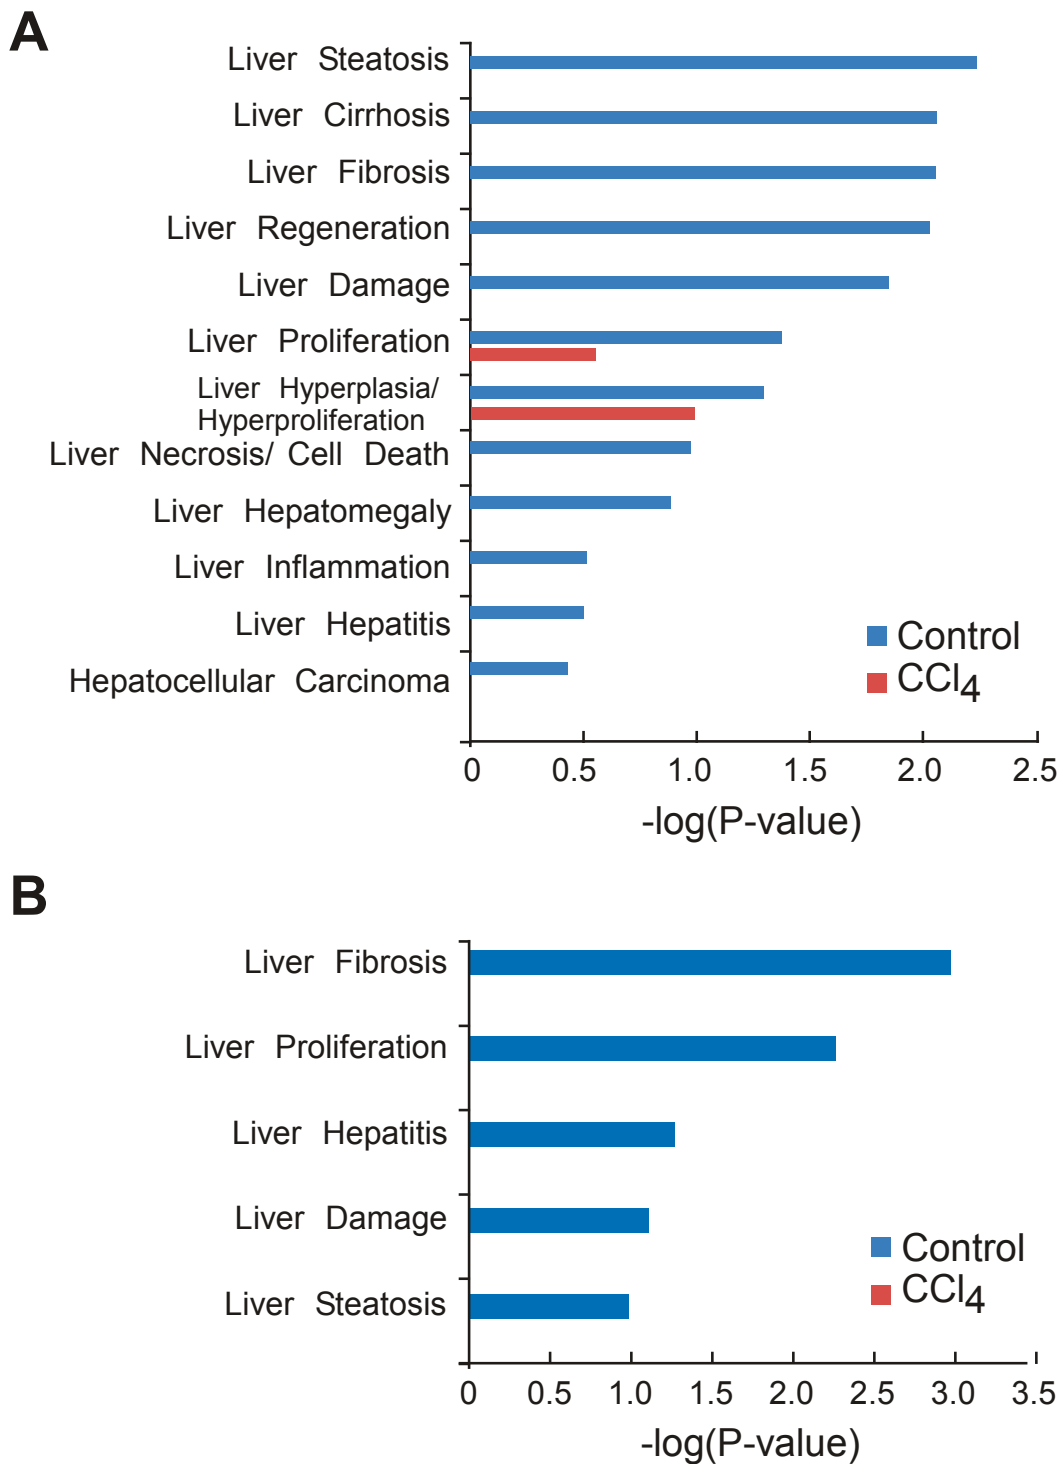 A
Liver Steatosis
Liver Cirrhosis
Liver Fibrosis
Liver Regeneration
Liver Damage
Liver Proliferation
Liver Hyperplasia/
Hyperproliferation
Liver Necrosis/ Cell Death
Liver Hepatomegaly
Liver Inflammation
Liver Hepatitis
Hepatocellular Carcinoma
Control
CCl4
0 0.5 1.0 1.5 2.0 2.5
-log(P-value)
B
Liver Fibrosis
Liver Proliferation
Liver Hepatitis
Liver Damage
Liver Steatosis
Control
CCl4
0 0.5 1.0 1.5 2.0 2.5 3.0 3.5
-log(P-value)